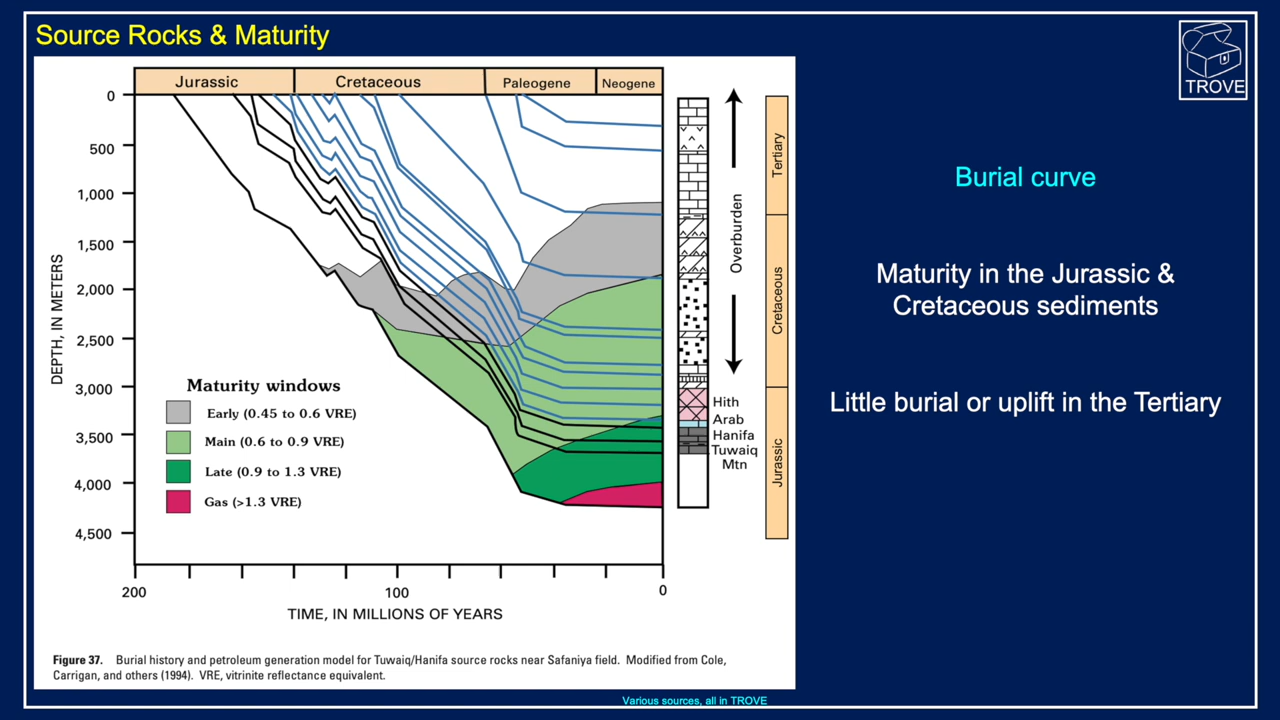 Source Rocks & Maturity
TROVE
Jurassic
Cretaceous
Paleogene
Neogene
0
500
1,000
1,500
2,000
2,500
3,000
3,500
4,000
4,500
DEPTH, IN METERS
Maturity windows
Early (0.45 to 0.6 VRE)
Main (0.6 to 0.9 VRE)
Late (0.9 to 1.3 VRE)
Gas (>1.3 VRE)
200
100
0
TIME, IN MILLIONS OF YEARS
Overburden
Hith
Arab
Hanifa
Tuwaiq
Mtn
Tertiary
Cretaceous
Jurassic
Burial curve
Maturity in the Jurassic &
Cretaceous sediments
Little burial or uplift in the Tertiary
Figure 37. Burial history and petroleum generation model for Tuwaiq/Hanifa source rocks near Safaniya field. Modified from Cole,
Carrigan, and others (1994). VRE, vitrinite reflectance equivalent.
Various sources, all in TROVE